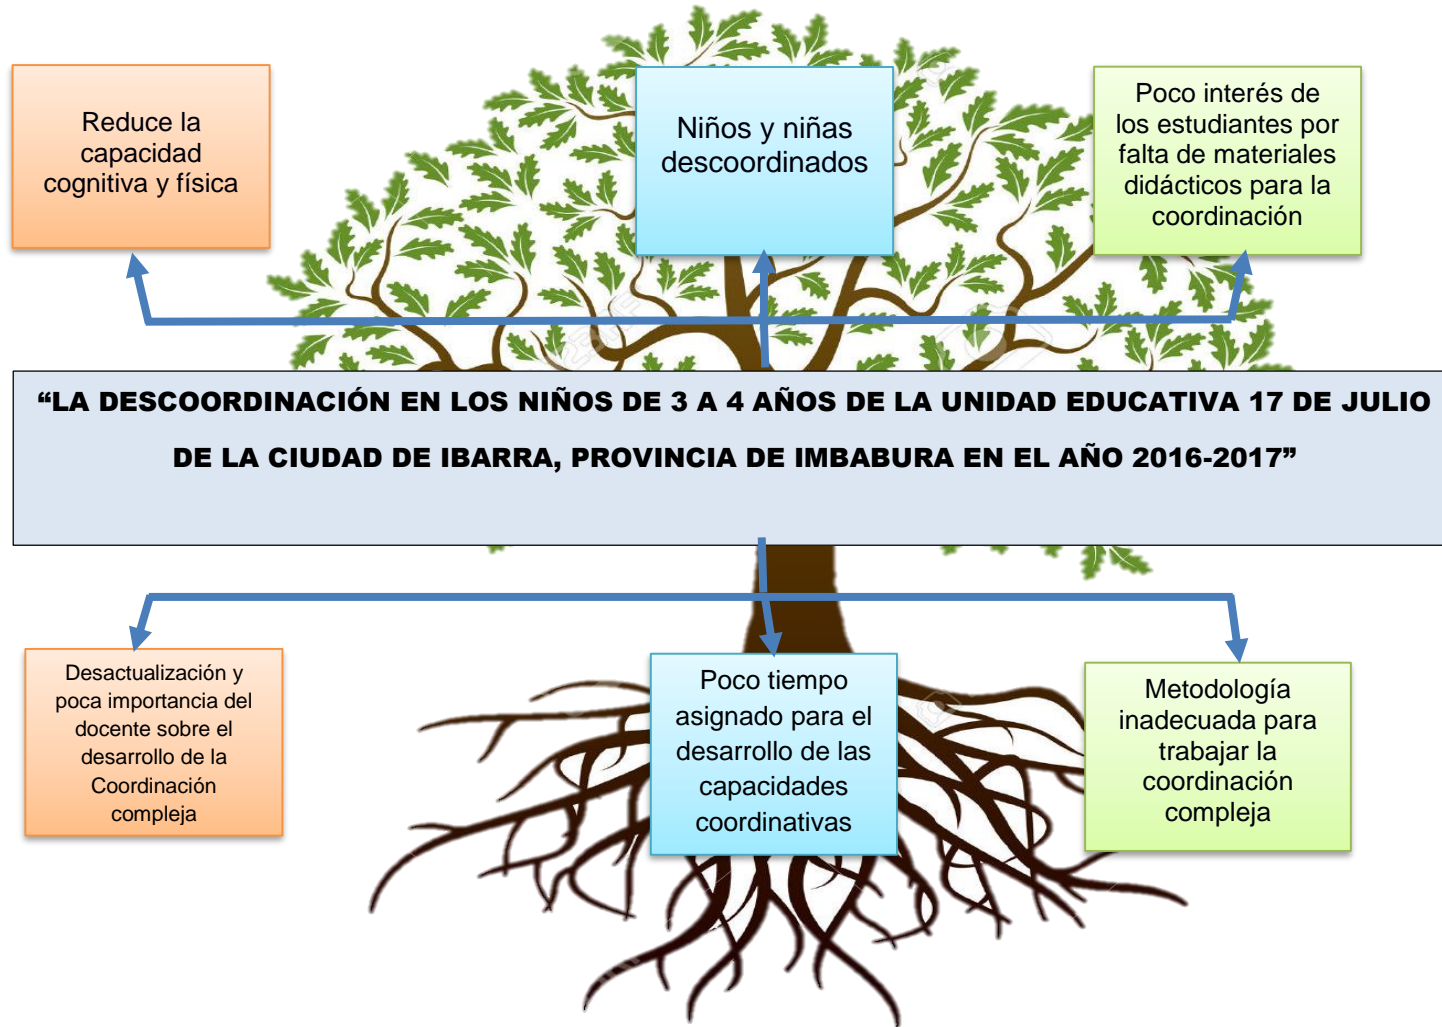 Reduce la
capacidad
cognitiva y física
Niños y niñas
descoordinados
Poco interés de
los estudiantes por
falta de materiales
didácticos para la
coordinación
“LA DESCOORDINACIÓN EN LOS NIÑOS DE 3 A 4 AÑOS DE LA UNIDAD EDUCATIVA 17 DE JULIO
DE LA CIUDAD DE IBARRA, PROVINCIA DE IMBABURA EN EL AÑO 2016-2017”
Desactualización y
poca importancia del
docente sobre el
desarrollo de la
Coordinación
compleja
Poco tiempo
asignado para el
desarrollo de las
capacidades
coordinativas
Metodología
inadecuada para
trabajar la
coordinación
compleja